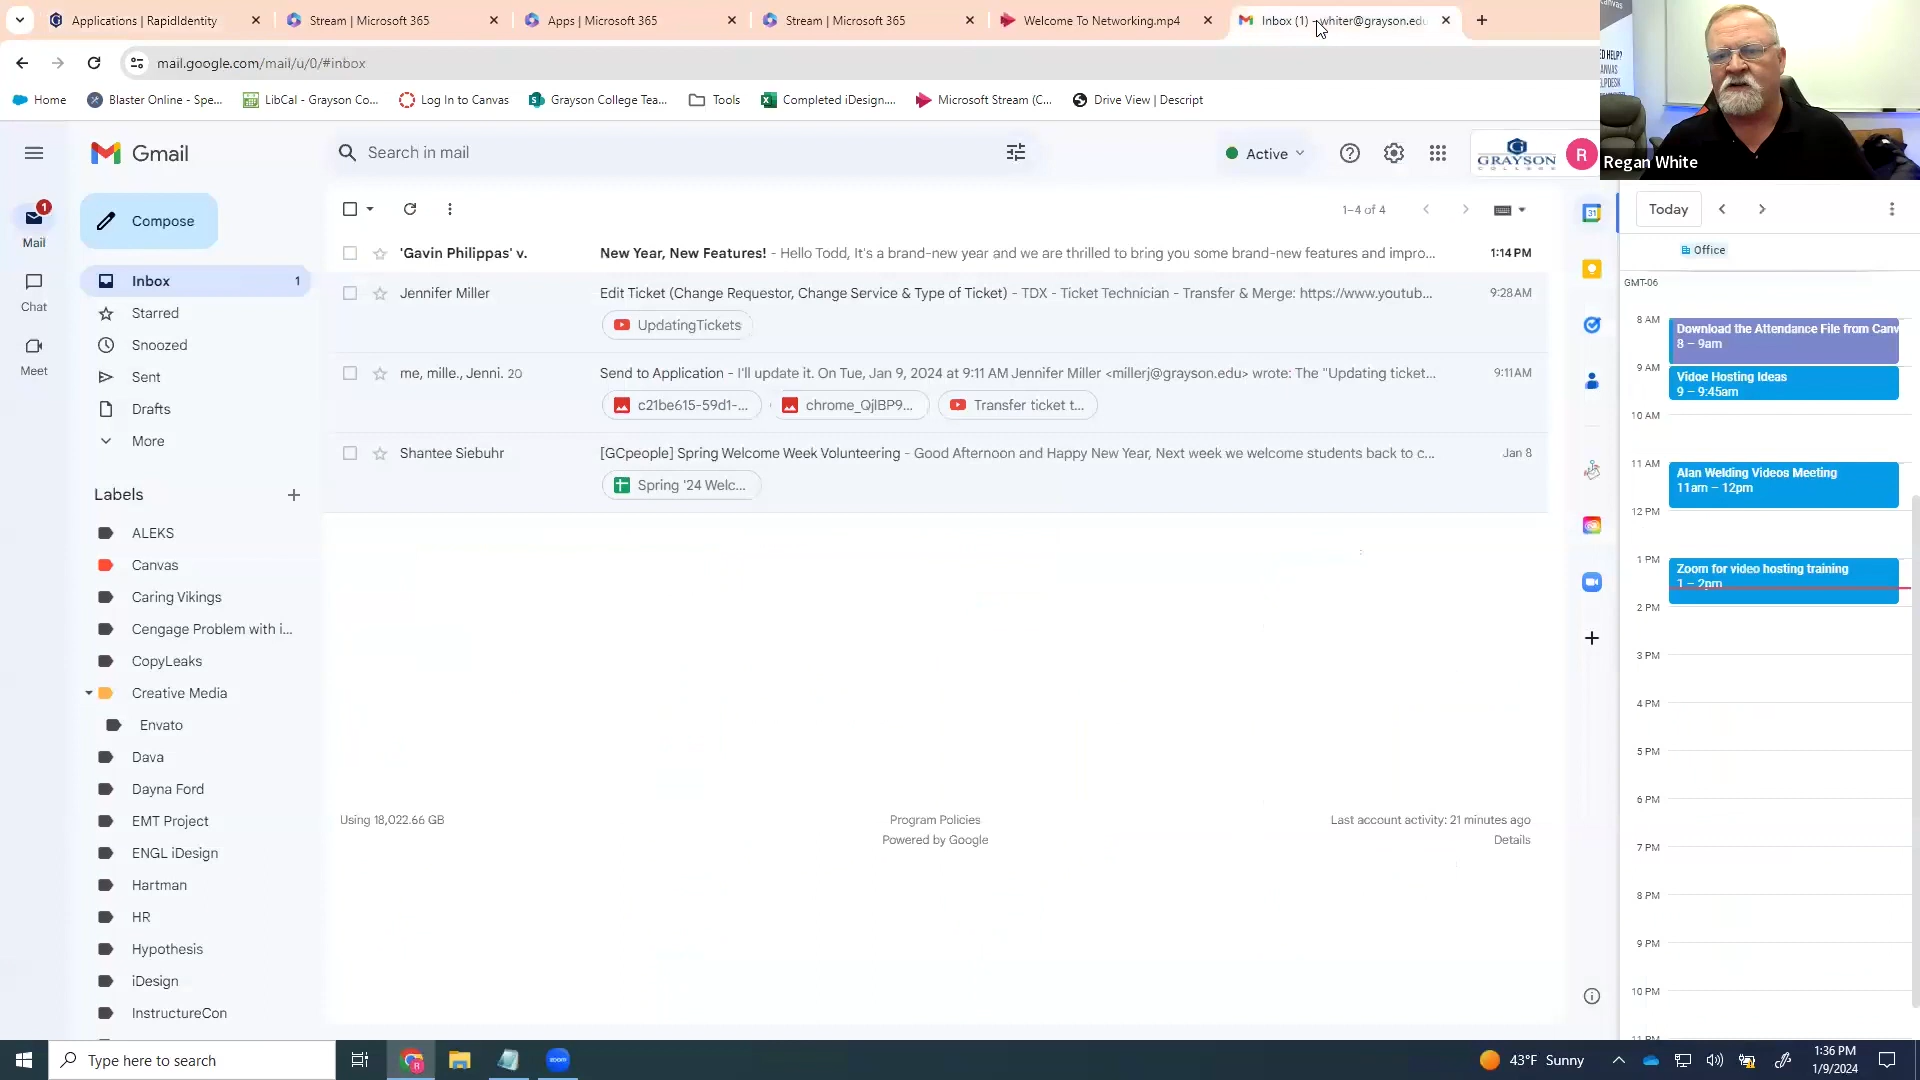 Applications | RapidIdentity
Stream | Microsoft 365
Apps | Microsoft 365
Stream | Microsoft 365
Welcome To Networking.mp4
Inbox (1) - whiter@grayson.edu
mail.google.com/mail/u/0/#inbox
Home
Blaster Online - Spe...
LibCal - Grayson Co...
Log In to Canvas
Grayson College Tea...
Tools
Completed iDesign....
Microsoft Stream (C...
Drive View | Descript
Regan White
Gmail
Search in mail
Active
GRAYSON
COLLEGE
R
1
Mail
Chat
Meet
Compose
Inbox 1
Starred
Snoozed
Sent
Drafts
More
Labels
ALEKS
Canvas
Caring Vikings
Cengage Problem with i...
CopyLeaks
Creative Media
Envato
Dava
Dayna Ford
EMT Project
ENGL iDesign
Hartman
HR
Hypothesis
iDesign
InstructureCon
1–4 of 4
'Gavin Philippas' v. New Year, New Features! - Hello Todd, It's a brand-new year and we are thrilled to bring you some brand-new features and impro... 1:14 PM
Jennifer Miller Edit Ticket (Change Requestor, Change Service & Type of Ticket) - TDX - Ticket Technician - Transfer & Merge: https://www.youtub... 9:28 AM
UpdatingTickets
me, mille., Jenni. 20 Send to Application - I'll update it. On Tue, Jan 9, 2024 at 9:11 AM Jennifer Miller <millerj@grayson.edu> wrote: The "Updating ticket... 9:11 AM
c21be615-59d1-... chrome_QjIBP9... Transfer ticket t...
Shantee Siebuhr [GCpeople] Spring Welcome Week Volunteering - Good Afternoon and Happy New Year, Next week we welcome students back to c... Jan 8
Spring '24 Welc...
Using 18,022.66 GB
Program Policies
Powered by Google
Last account activity: 21 minutes ago
Details
31
Today
Office
GMT-06
8 AM
Download the Attendance File from Canv
8 – 9am
9 AM
Vidoe Hosting Ideas
9 – 9:45am
10 AM
11 AM
Alan Welding Videos Meeting
11am – 12pm
12 PM
1 PM
Zoom for video hosting training
1 – 2pm
2 PM
3 PM
4 PM
5 PM
6 PM
7 PM
8 PM
9 PM
10 PM
Type here to search
zoom
43°F Sunny
1:36 PM
1/9/2024